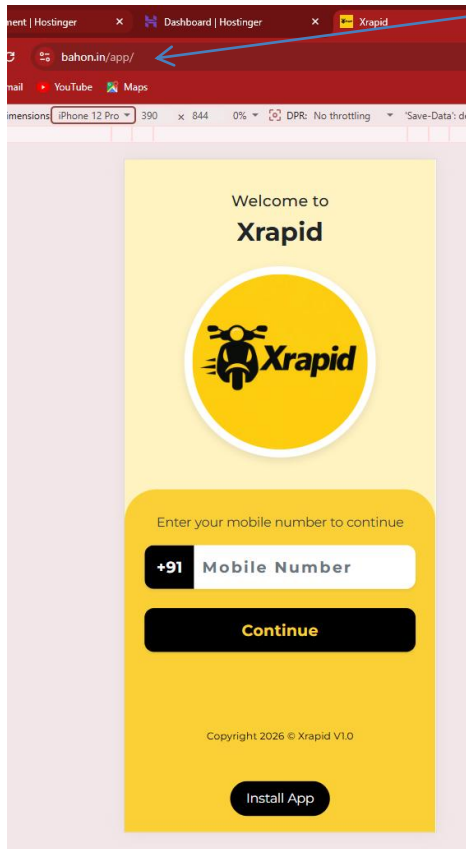 ment | Hostinger
Dashboard | Hostinger
Xrapid
bahon.in/app/
mail YouTube Maps
imensions: iPhone 12 Pro 390 x 844 0% DPR: No throttling 'Save-Data': de
Welcome to
Xrapid
Xrapid
Enter your mobile number to continue
+91 Mobile Number
Continue
Copyright 2026 © Xrapid V1.0
Install App